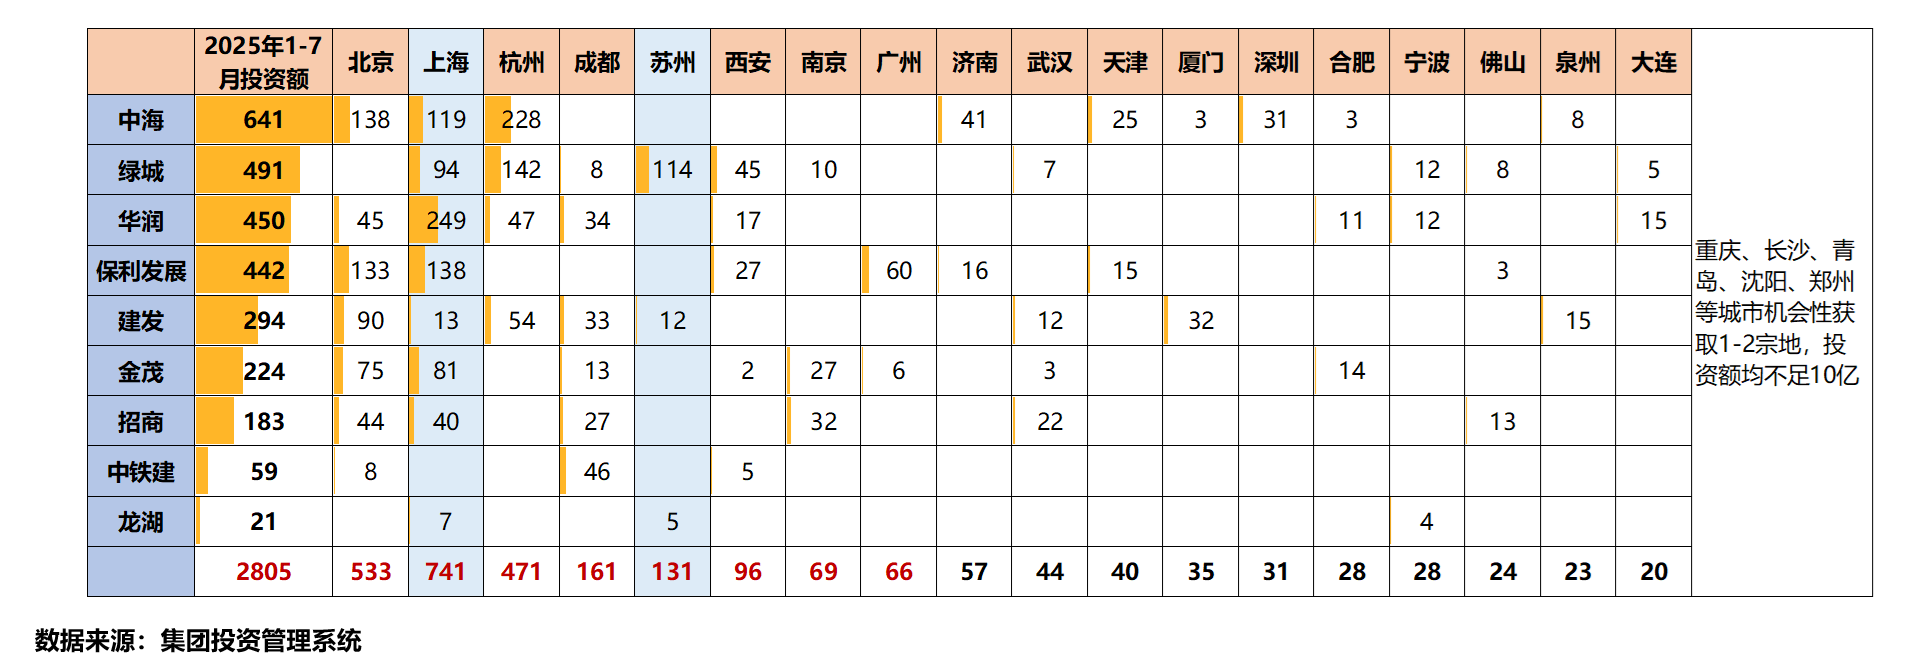 2025年1-7月投资额 北京 上海 杭州 成都 苏州 西安 南京 广州 济南 武汉 天津 厦门 深圳 合肥 宁波 佛山 泉州 大连
中海 641 138 119 228 41 25 3 31 3 8
绿城 491 94 142 8 114 45 10 7 12 8 5
华润 450 45 249 47 34 17 11 12 15
保利发展 442 133 138 27 60 16 15 3
建发 294 90 13 54 33 12 12 32 15
金茂 224 75 81 13 2 27 6 3 14
招商 183 44 40 27 32 22 13
中铁建 59 8 46 5
龙湖 21 7 5 4
2805 533 741 471 161 131 96 69 66 57 44 40 35 31 28 28 24 23 20
重庆、长沙、青
岛、沈阳、郑州
等城市机会性获
取1-2宗地，投
资额均不足10亿
数据来源：集团投资管理系统